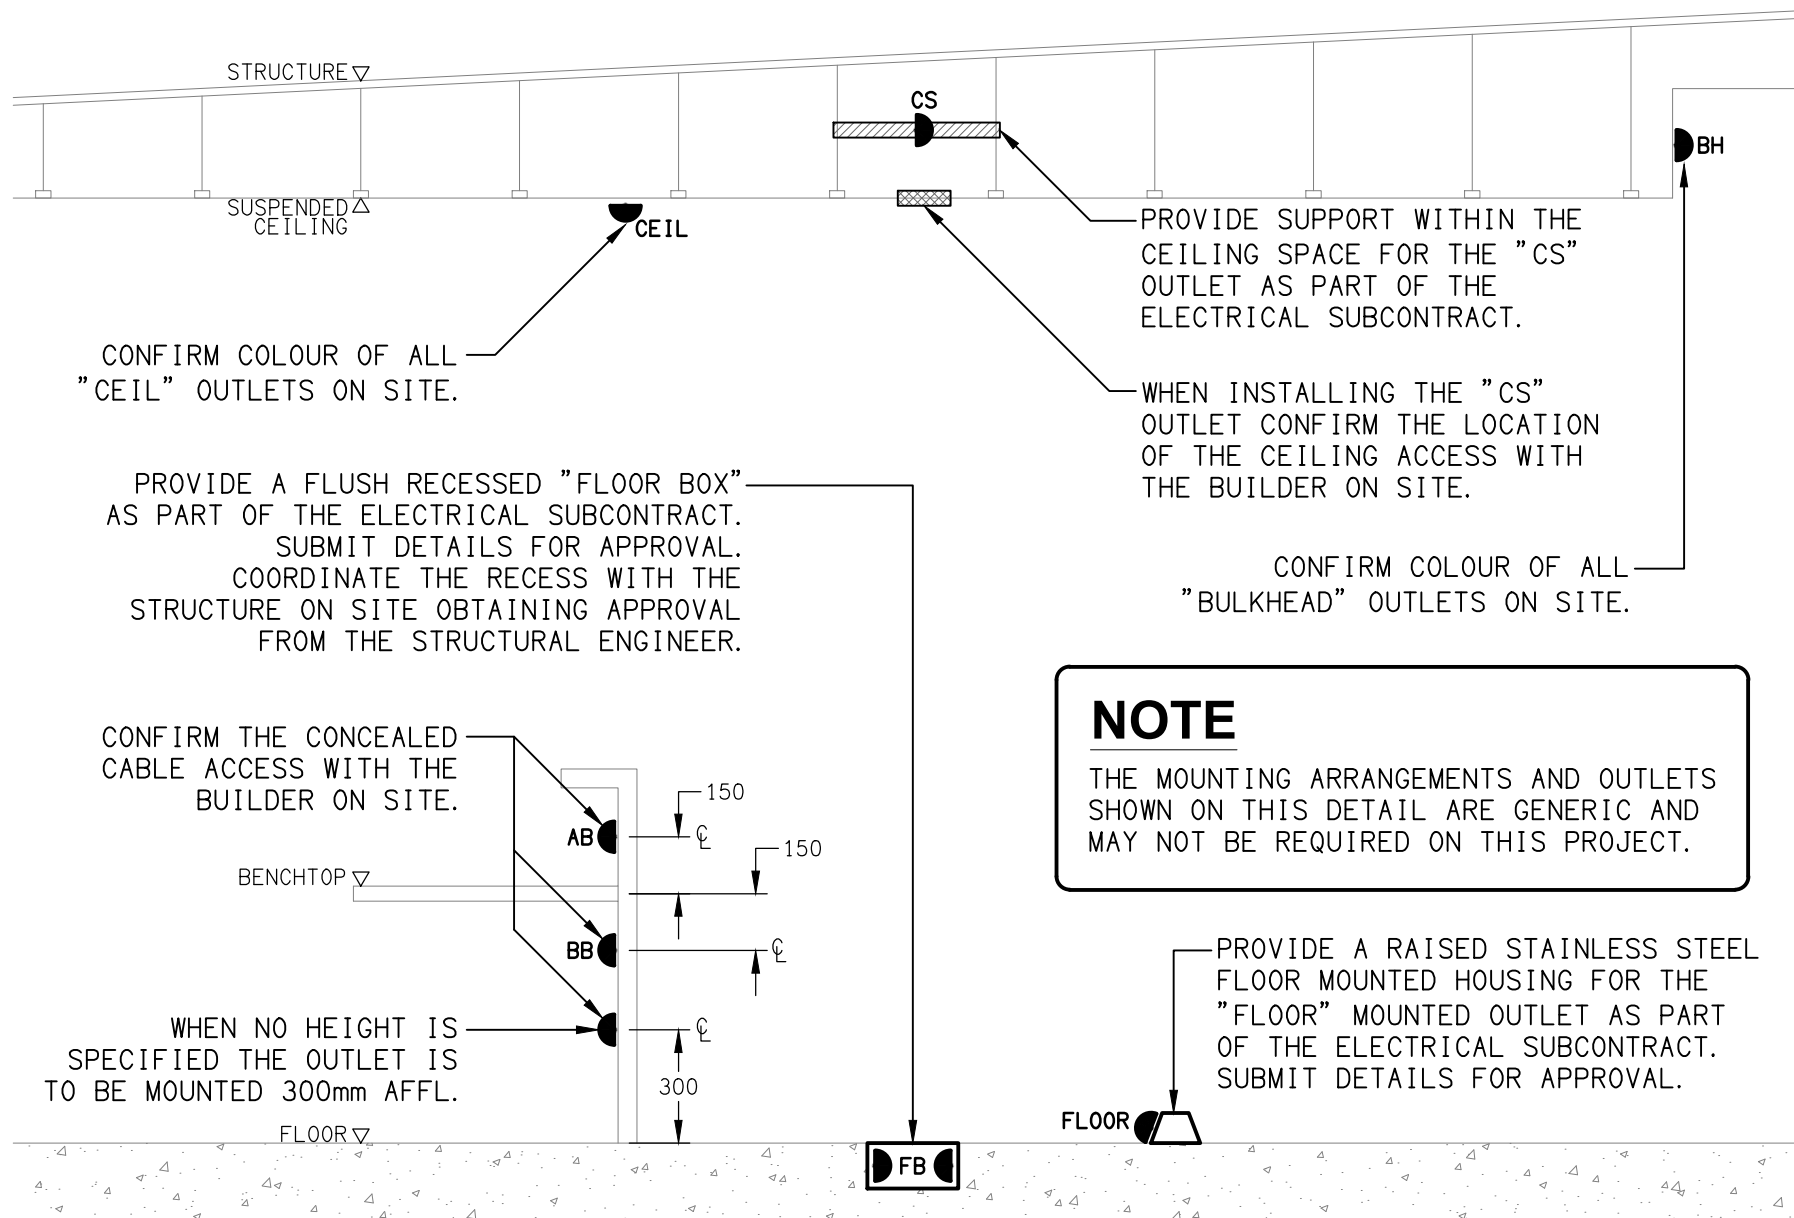 STRUCTURE
CS
BH
SUSPENDED
CEILING
CEIL
PROVIDE SUPPORT WITHIN THE
CEILING SPACE FOR THE "CS"
OUTLET AS PART OF THE
ELECTRICAL SUBCONTRACT.
CONFIRM COLOUR OF ALL
"CEIL" OUTLETS ON SITE.
WHEN INSTALLING THE "CS"
OUTLET CONFIRM THE LOCATION
OF THE CEILING ACCESS WITH
THE BUILDER ON SITE.
PROVIDE A FLUSH RECESSED "FLOOR BOX"
AS PART OF THE ELECTRICAL SUBCONTRACT.
SUBMIT DETAILS FOR APPROVAL.
COORDINATE THE RECESS WITH THE
STRUCTURE ON SITE OBTAINING APPROVAL
FROM THE STRUCTURAL ENGINEER.
CONFIRM COLOUR OF ALL
"BULKHEAD" OUTLETS ON SITE.
NOTE
THE MOUNTING ARRANGEMENTS AND OUTLETS
SHOWN ON THIS DETAIL ARE GENERIC AND
MAY NOT BE REQUIRED ON THIS PROJECT.
CONFIRM THE CONCEALED
CABLE ACCESS WITH THE
BUILDER ON SITE.
150
AB
℄
150
BENCHTOP
BB
℄
WHEN NO HEIGHT IS
SPECIFIED THE OUTLET IS
TO BE MOUNTED 300mm AFFL.
℄
300
PROVIDE A RAISED STAINLESS STEEL
FLOOR MOUNTED HOUSING FOR THE
"FLOOR" MOUNTED OUTLET AS PART
OF THE ELECTRICAL SUBCONTRACT.
SUBMIT DETAILS FOR APPROVAL.
FLOOR
FLOOR
FB